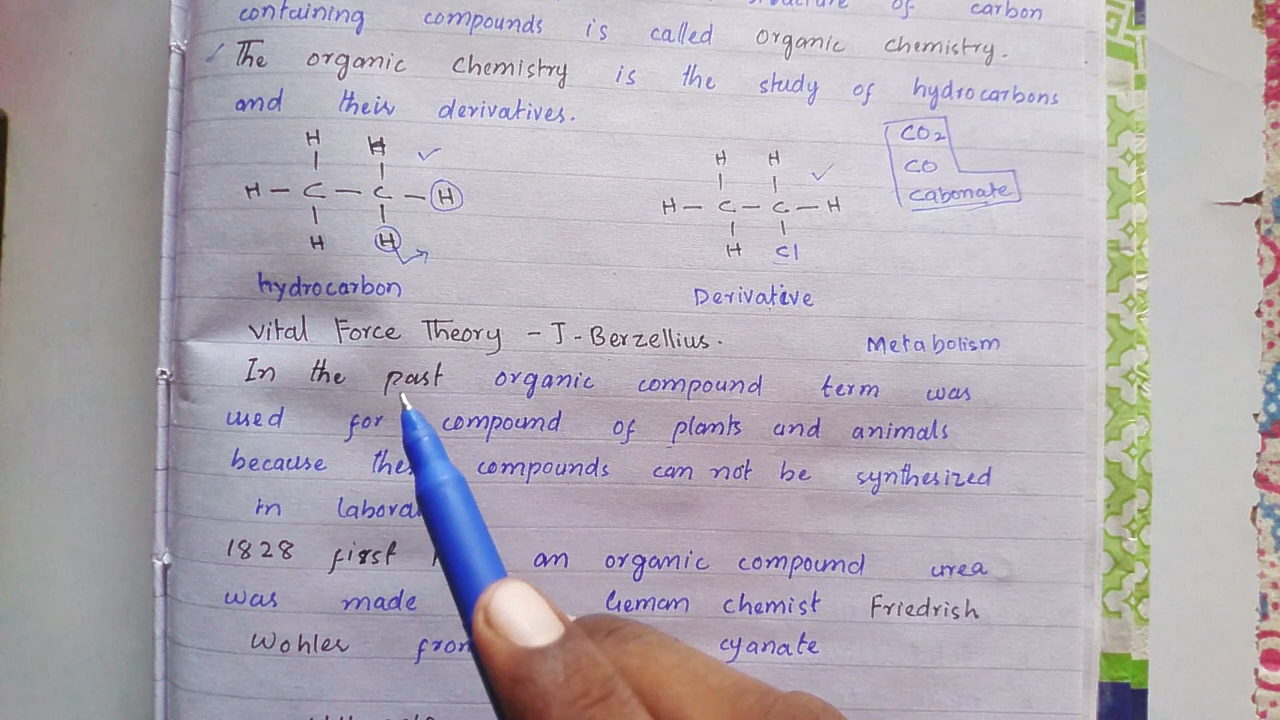 of carbon
containing compounds is called organic chemistry.
The organic chemistry is the study of hydrocarbons
and their derivatives.
H H
H - C - C - H
H H
hydrocarbon
H H
H - C - C - H
H Cl
Derivative
CO2
CO
cabonate
Vital Force Theory - J-Berzellius.
Metabolism
In the past organic compound term was
used for compound of plants and animals
because compounds can not be synthesized
in
1828 first an organic compound urea
was made Geman chemist Friedrish
Wohler cyanate